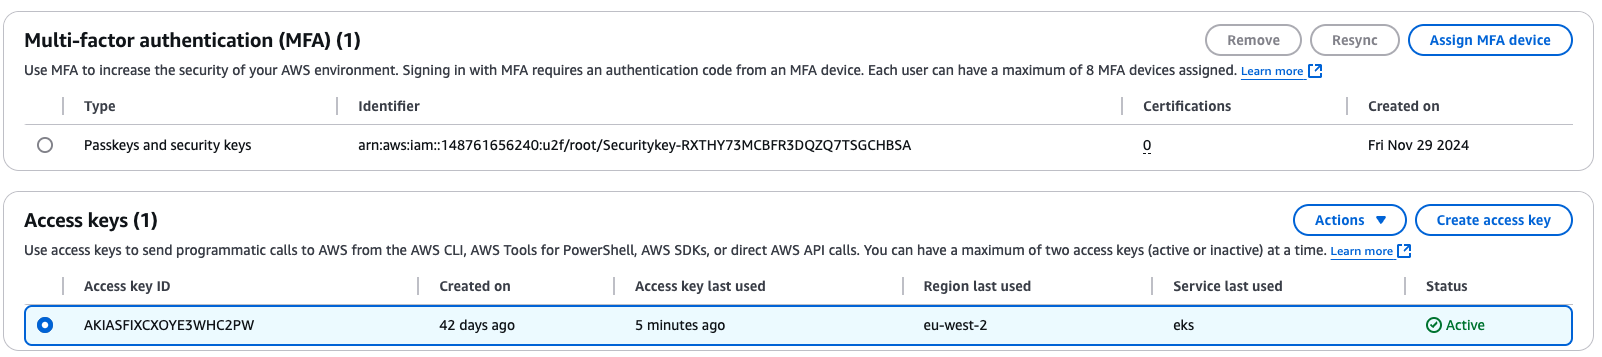 Multi-factor authentication (MFA) (1)
Remove
Resync
Assign MFA device
Use MFA to increase the security of your AWS environment. Signing in with MFA requires an authentication code from an MFA device. Each user can have a maximum of 8 MFA devices assigned. Learn more
Type Identifier Certifications Created on
Passkeys and security keys arn:aws:iam::148761656240:u2f/root/Securitykey-RXTHY73MCBFR3DQZQ7TSGCHBSA 0 Fri Nov 29 2024
Access keys (1)
Actions
Create access key
Use access keys to send programmatic calls to AWS from the AWS CLI, AWS Tools for PowerShell, AWS SDKs, or direct AWS API calls. You can have a maximum of two access keys (active or inactive) at a time. Learn more
Access key ID Created on Access key last used Region last used Service last used Status
AKIASFIXCXOYE3WHC2PW 42 days ago 5 minutes ago eu-west-2 eks Active